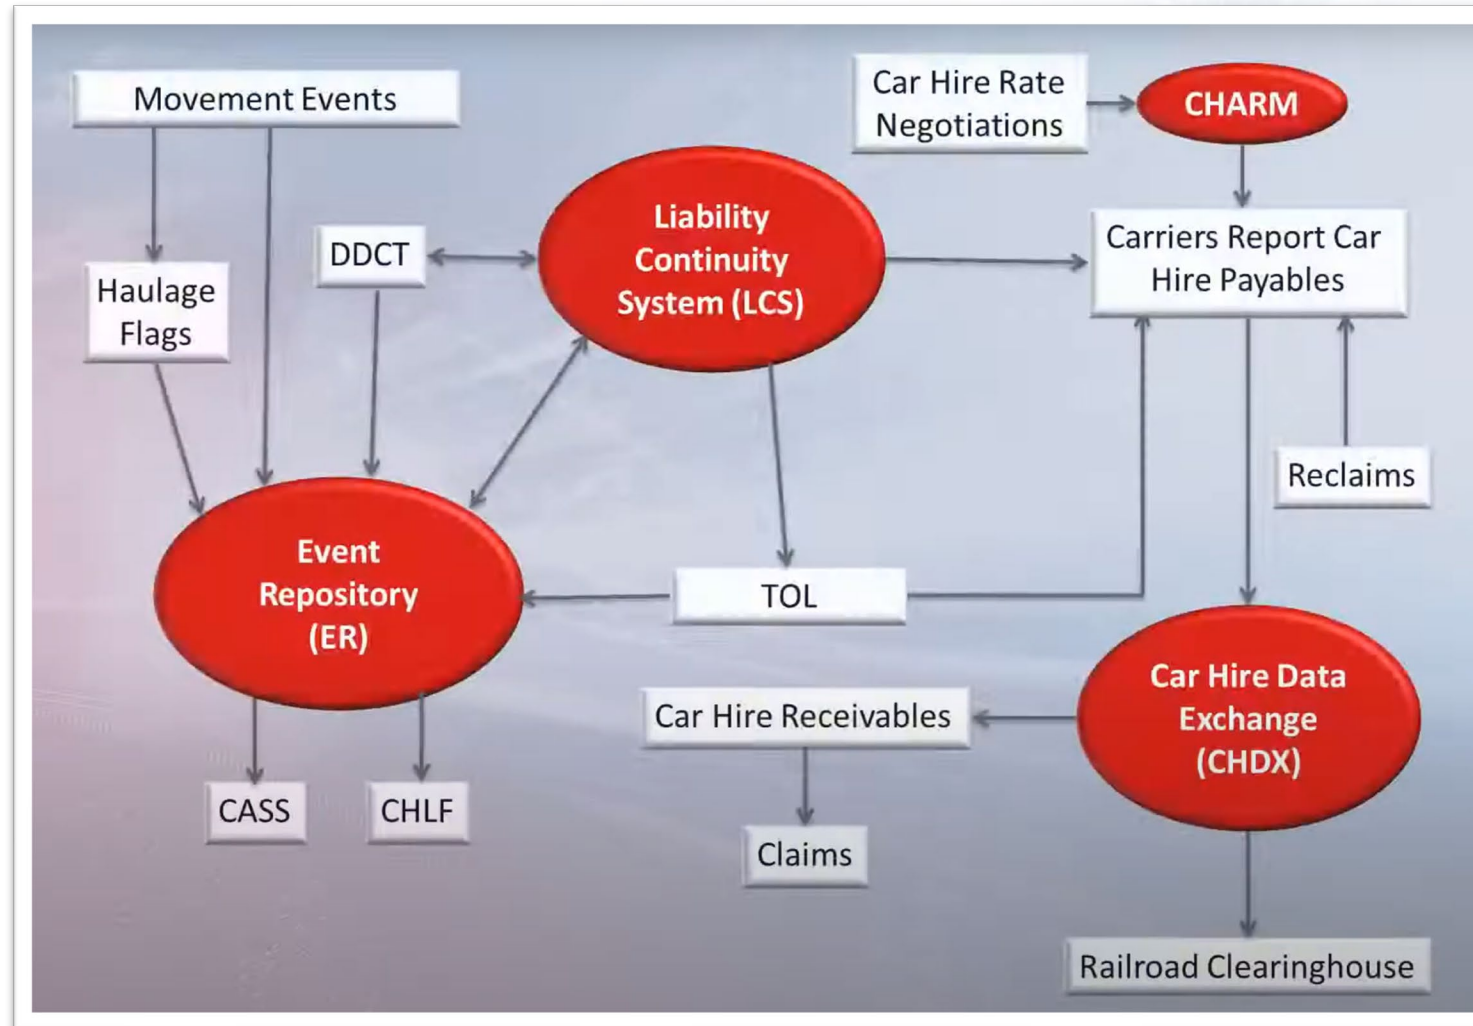 Movement Events
Car Hire Rate
Negotiations
CHARM
Liability
Continuity
System (LCS)
DDCT
Carriers Report Car
Hire Payables
Haulage
Flags
Reclaims
Event
Repository
(ER)
TOL
Car Hire Data
Exchange
(CHDX)
Car Hire Receivables
CASS
CHLF
Claims
Railroad Clearinghouse